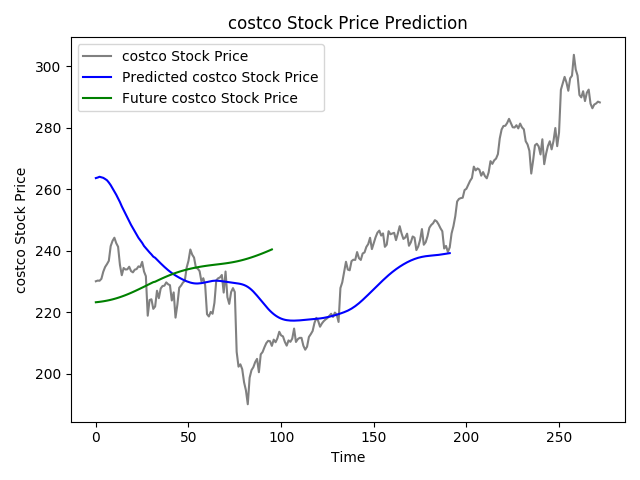 costco Stock Price Prediction
costco Stock Price
Predicted costco Stock Price
Future costco Stock Price
costco Stock Price
300
280
260
240
220
200
0
50
100
150
200
250
Time